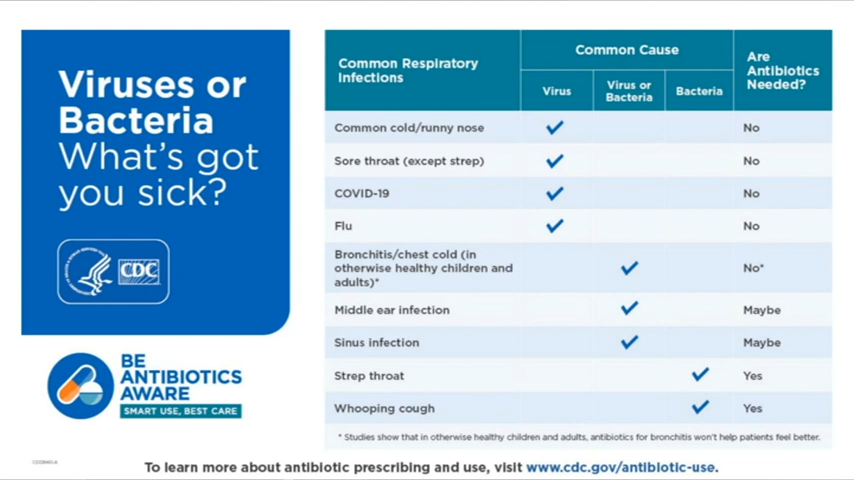 Viruses or
Bacteria
What's got
you sick?
CDC
BE
ANTIBIOTICS
AWARE
SMART USE, BEST CARE
Common Respiratory
Infections
Common Cause
Are
Antibiotics
Needed?
Virus
Virus or
Bacteria
Bacteria
Common cold/runny nose No
Sore throat (except strep) No
COVID-19 No
Flu No
Bronchitis/chest cold (in
otherwise healthy children and
adults)* No*
Middle ear infection Maybe
Sinus infection Maybe
Strep throat Yes
Whooping cough Yes
* Studies show that in otherwise healthy children and adults, antibiotics for bronchitis won't help patients feel better.
To learn more about antibiotic prescribing and use, visit www.cdc.gov/antibiotic-use.